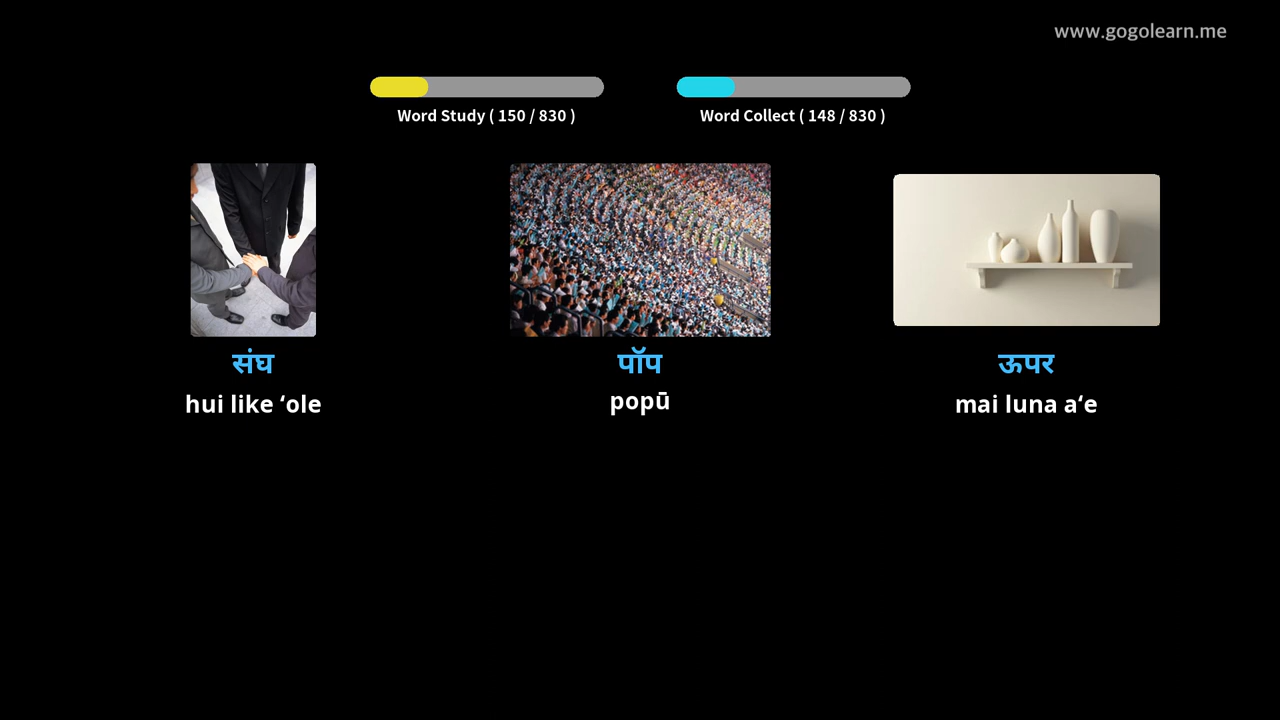 www.gogolearn.me
Word Study ( 150 / 830 )
Word Collect ( 148 / 830 )
संघ
hui like ʻole
पॉप
popū
ऊपर
mai luna aʻe